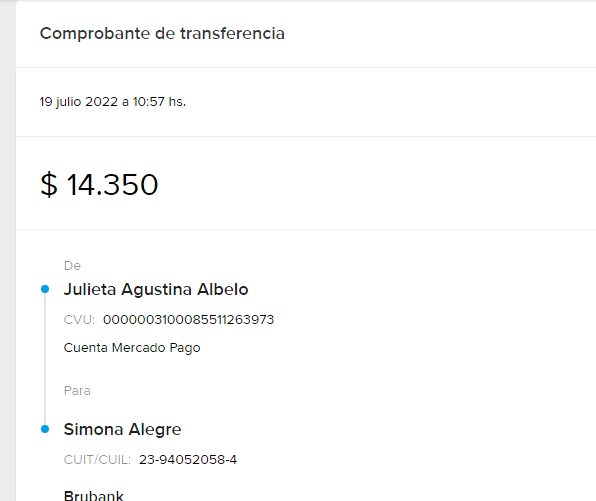 Comprobante de transferencia
19 julio 2022 a 10:57 hs.
$ 14.350
De
Julieta Agustina Albelo
CVU: 0000003100085511263973
Cuenta Mercado Pago
Para
Simona Alegre
CUIT/CUIL: 23-94052058-4
Brubank